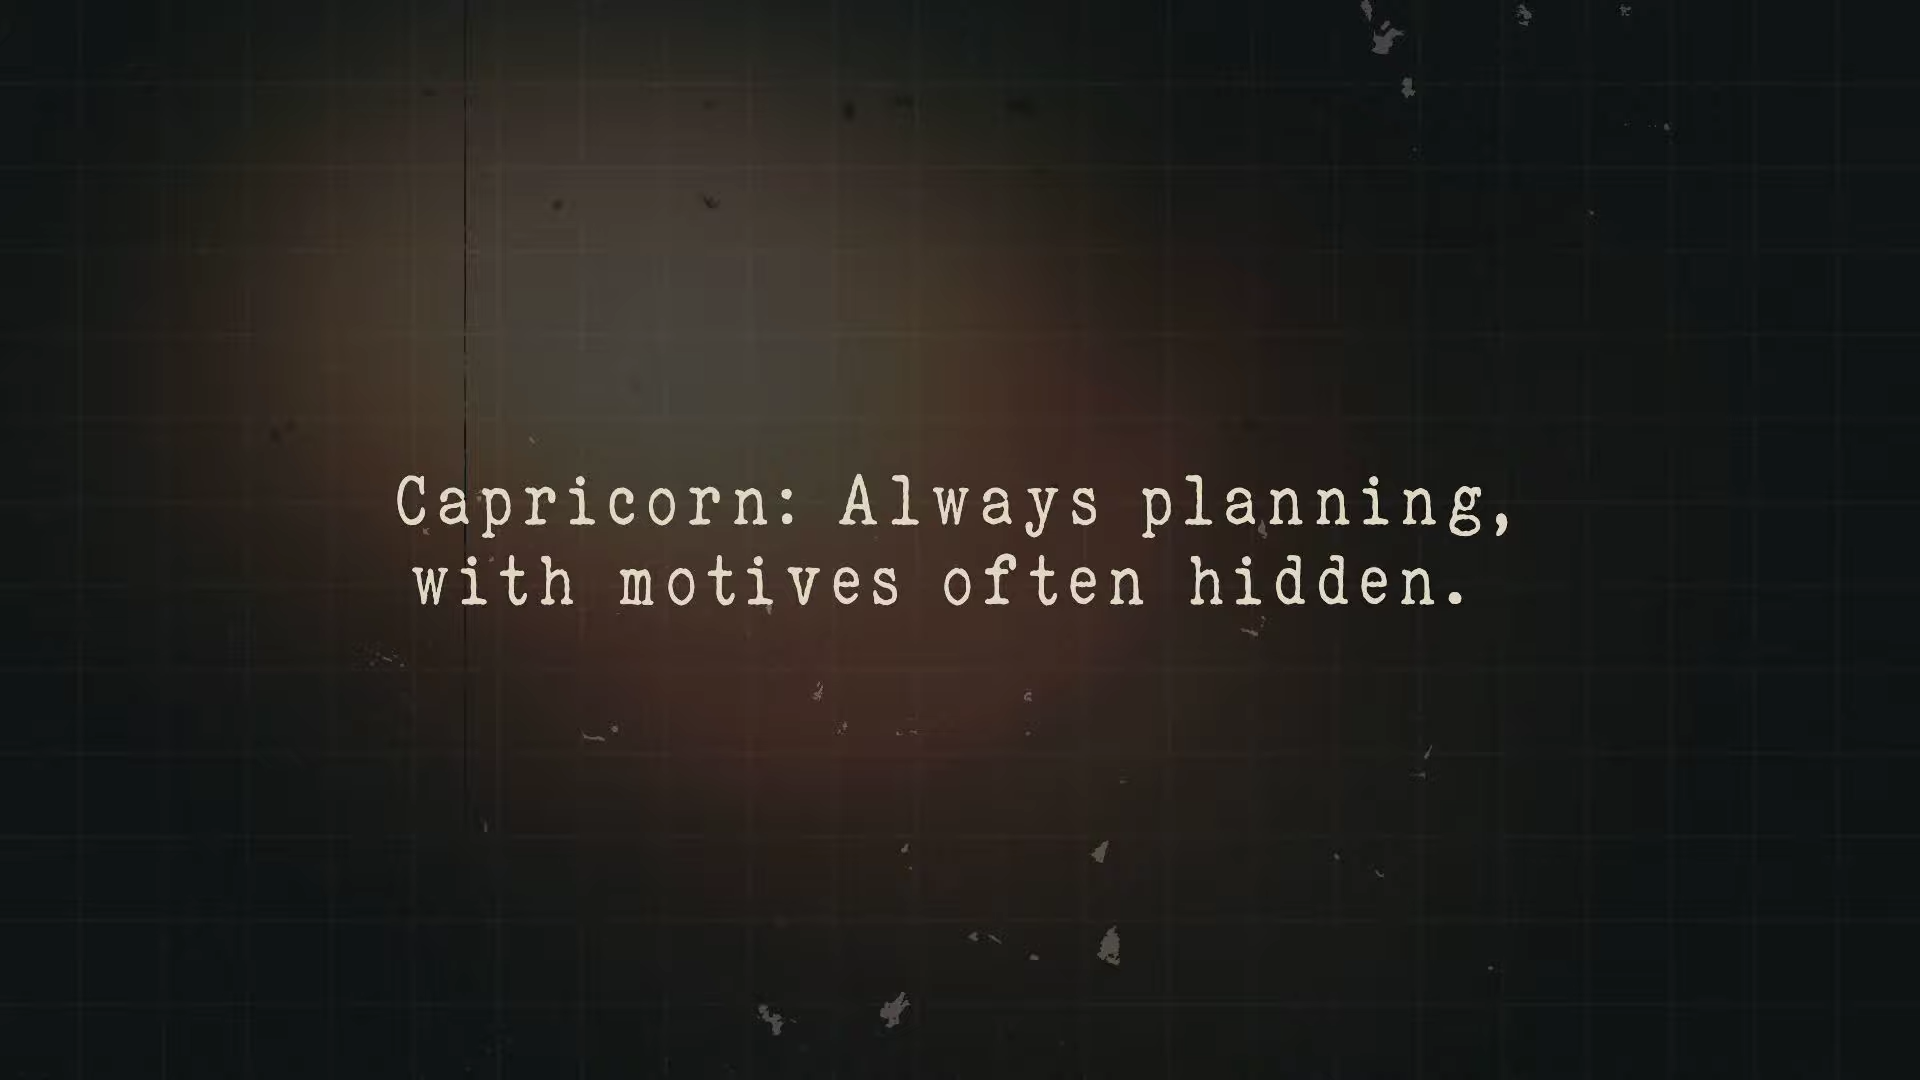 Capricorn: Always planning,
with motives often hidden.